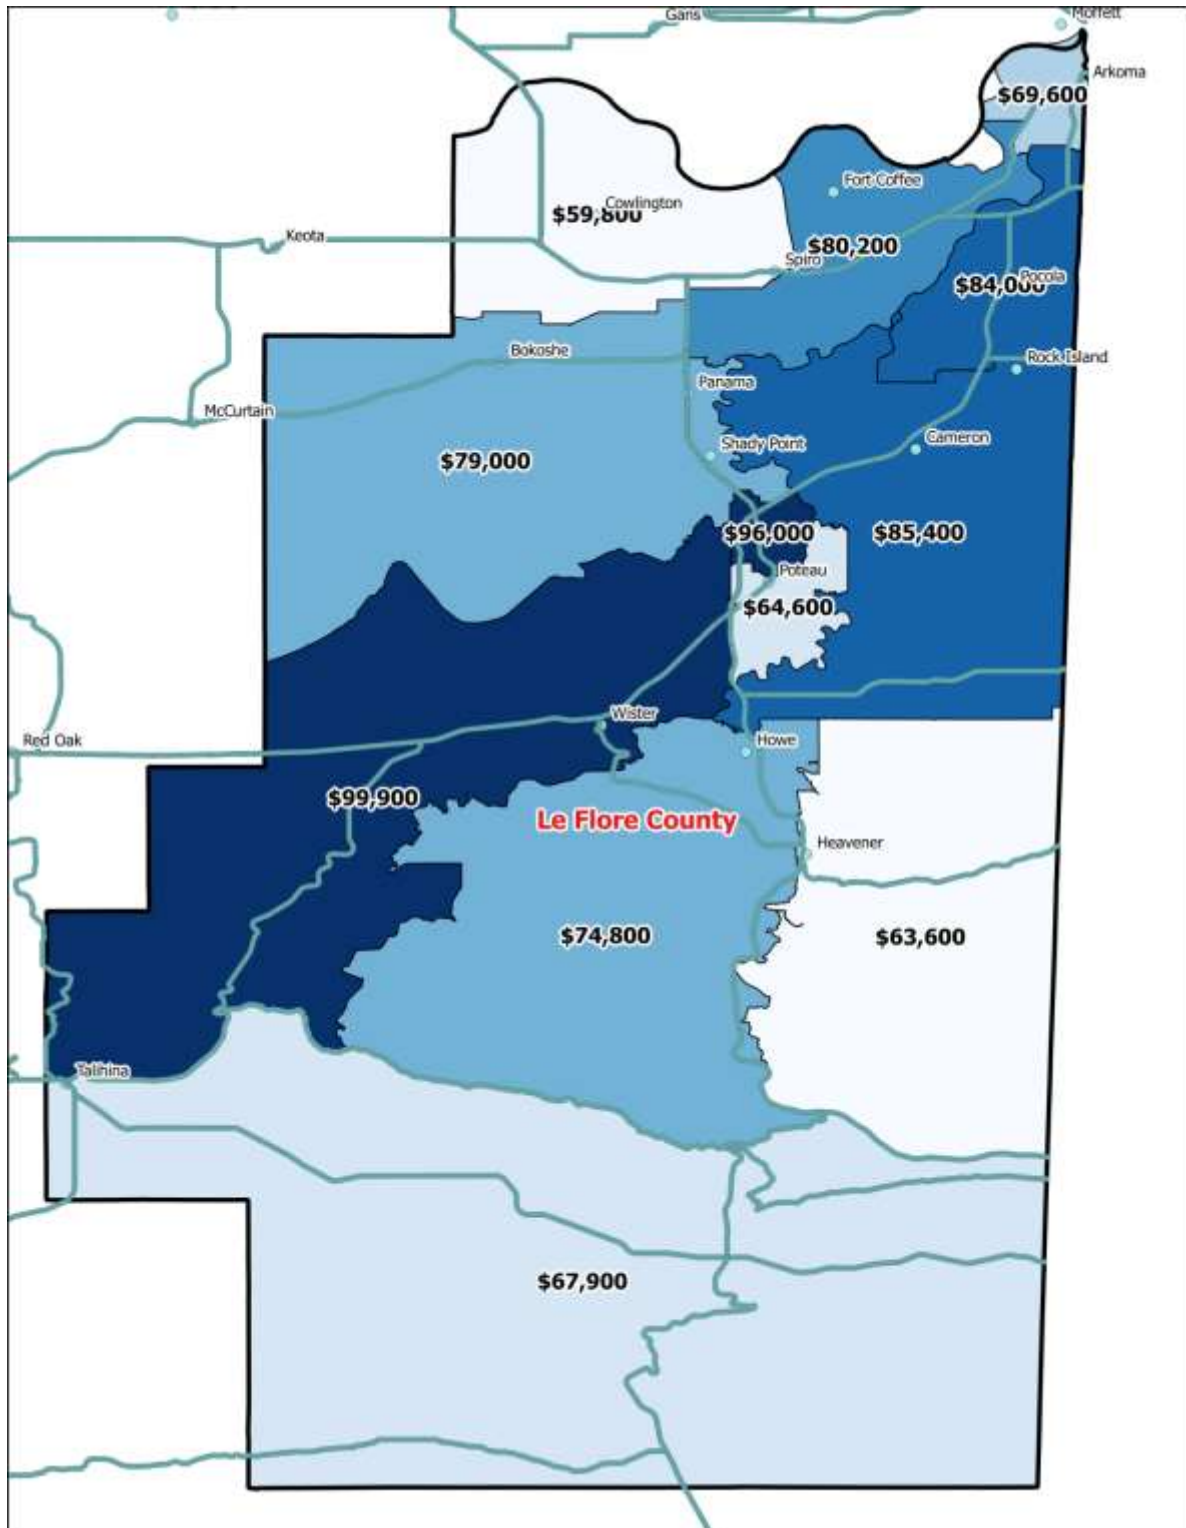 Gans
Moffett
Arkoma
$69,600
Fort Coffee
Cowlington
$59,800
Keota
$80,200
Spiro
$84,000
Pocola
Bokoshe
Rock Island
Panama
McCurtain
Cameron
Shady Point
$79,000
$96,000
$85,400
Poteau
$64,600
Wister
Red Oak
Howe
$99,900
Le Flore County
Heavener
$74,800
$63,600
Talihina
$67,900